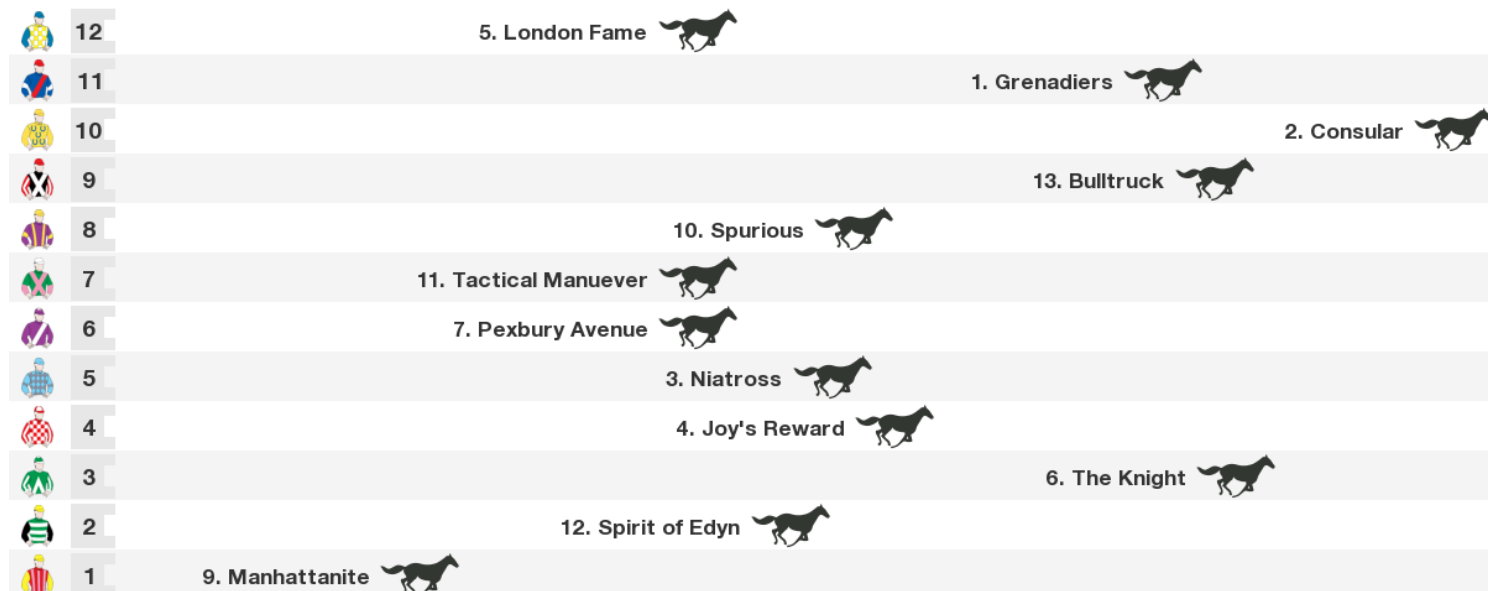 12 5. London Fame
11 1. Grenadiers
10 2. Consular
9 13. Bulltruck
8 10. Spurious
7 11. Tactical Manuever
6 7. Pexbury Avenue
5 3. Niatross
4 4. Joy's Reward
3 6. The Knight
2 12. Spirit of Edyn
1 9. Manhattanite